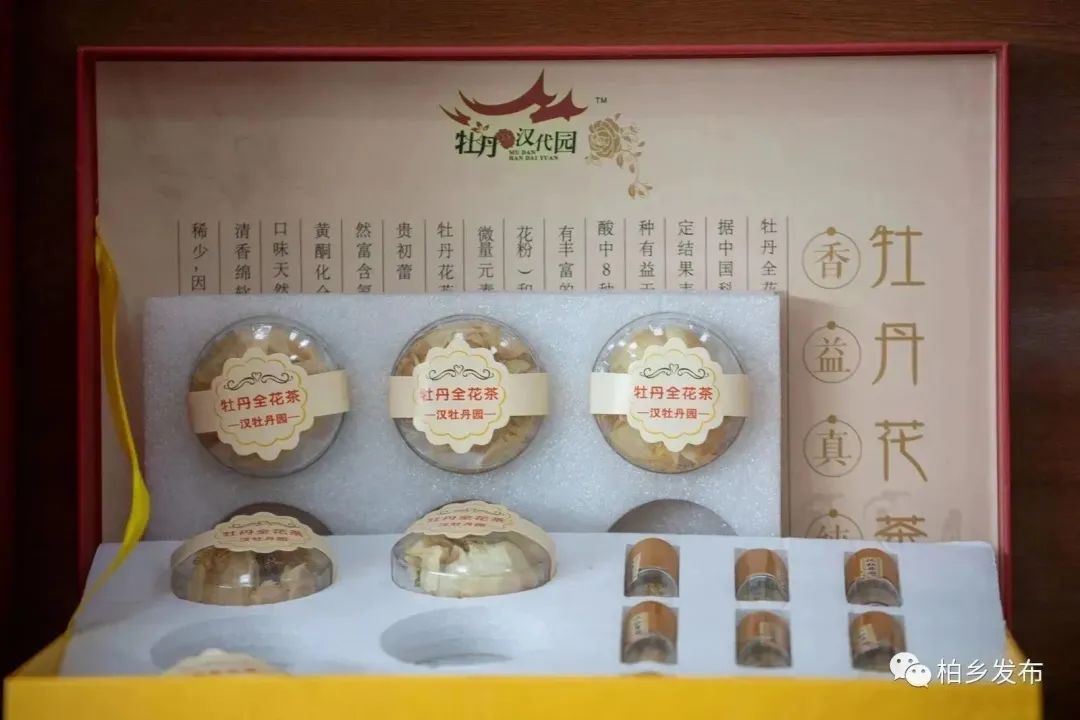 TM
牡丹汉代园
MU DAN
HAN DAI YUAN
牡丹花茶
香益真纯
牡丹全花
据中国科
定结果表
种有益于
酸中8种
有丰富的
花粉)和
微量元素
牡丹花
贵初蕾
然富含氨
黄酮化合
口味天然
清香绵软
稀少,因
牡丹全花茶
—汉牡丹园—
牡丹全花茶
—汉牡丹园—
牡丹全花茶
—汉牡丹园—
牡丹全花茶
汉牡丹园
牡丹全花茶
汉牡丹园
柏乡发布